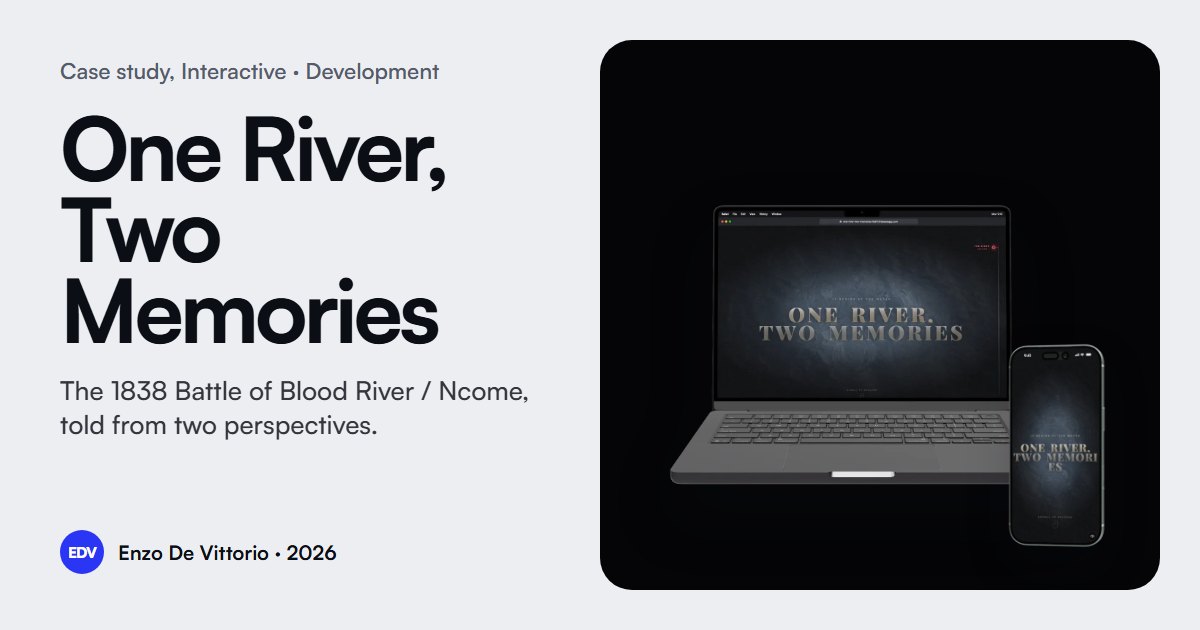 Case study, Interactive · Development
One River,
Two
Memories
The 1838 Battle of Blood River / Ncome,
told from two perspectives.
EDV
Enzo De Vittorio · 2026
ONE RIVER,
TWO MEMORIES
ONE RIVER,
TWO MEMORI
ES